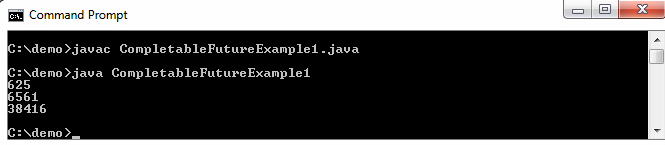 Command Prompt
C:\demo>javac CompletableFutureExample1.java
C:\demo>java CompletableFutureExample1
625
6561
38416
C:\demo>_